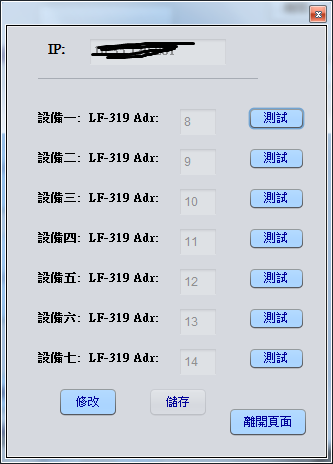 IP:
設備一: LF-319 Adr: 8 測試
設備二: LF-319 Adr: 9 測試
設備三: LF-319 Adr: 10 測試
設備四: LF-319 Adr: 11 測試
設備五: LF-319 Adr: 12 測試
設備六: LF-319 Adr: 13 測試
設備七: LF-319 Adr: 14 測試
修改 儲存
離開頁面